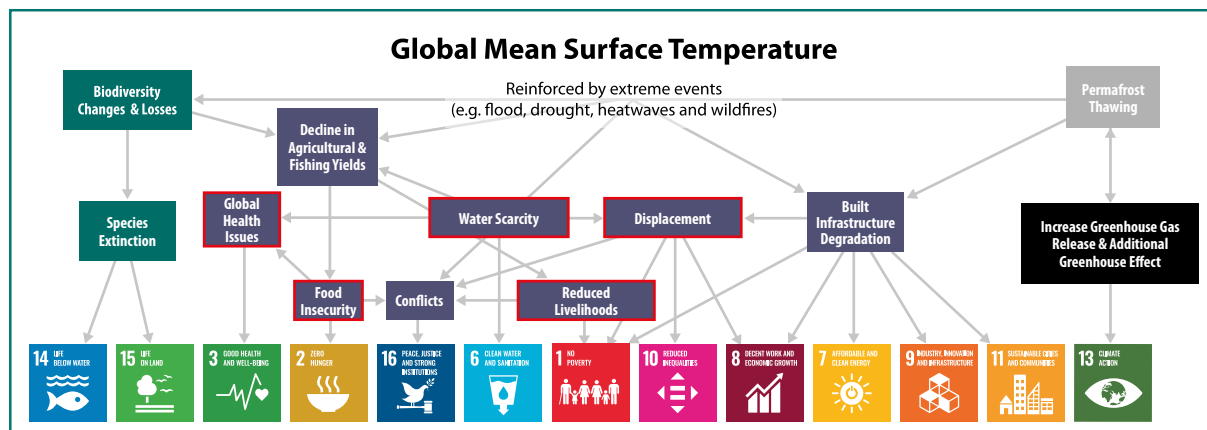 Global Mean Surface Temperature
Reinforced by extreme events
(e.g. flood, drought, heatwaves and wildfires)
Biodiversity
Changes & Losses
Permafrost
Thawing
Decline in
Agricultural &
Fishing Yields
Species
Extinction
Global
Health
Issues
Water Scarcity
Displacement
Built
Infrastructure
Degradation
Increase Greenhouse Gas
Release & Additional
Greenhouse Effect
Food
Insecurity
Conflicts
Reduced
Livelihoods
14 LIFE
BELOW WATER
15 LIFE
ON LAND
3 GOOD HEALTH
AND WELL-BEING
2 ZERO
HUNGER
16 PEACE, JUSTICE
AND STRONG
INSTITUTIONS
6 CLEAN WATER
AND SANITATION
1 NO
POVERTY
10 REDUCED
INEQUALITIES
8 DECENT WORK AND
ECONOMIC GROWTH
7 AFFORDABLE AND
CLEAN ENERGY
9 INDUSTRY, INNOVATION
AND INFRASTRUCTURE
11 SUSTAINABLE CITIES
AND COMMUNITIES
13 CLIMATE
ACTION